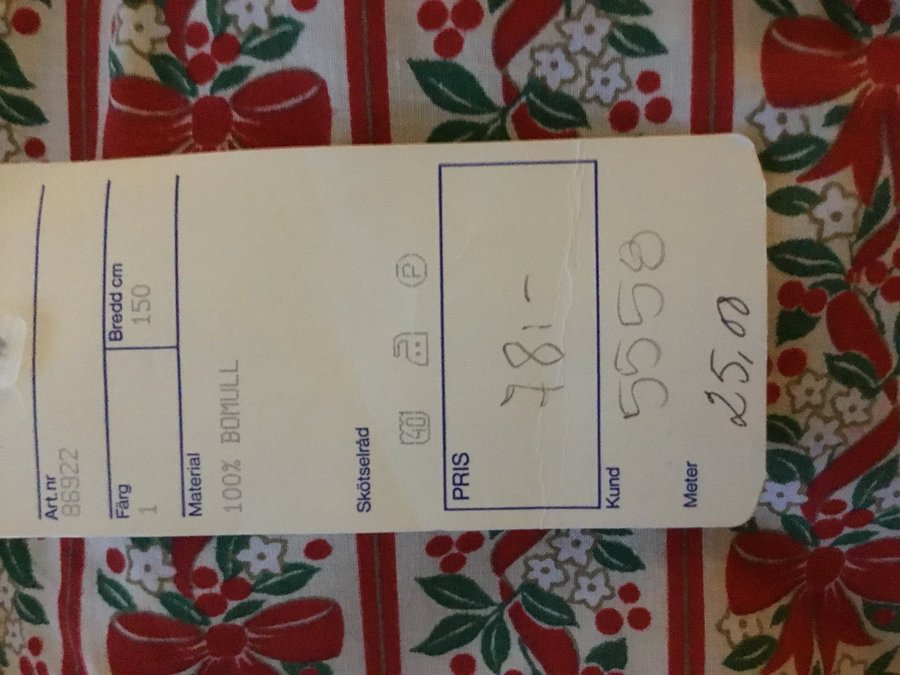 Art.nr
86922
Färg
1
Bredd cm
150
Material
100% BOMULL
Skötselråd
40 P
PRIS
78:-
Kund 5558
Meter 25,00